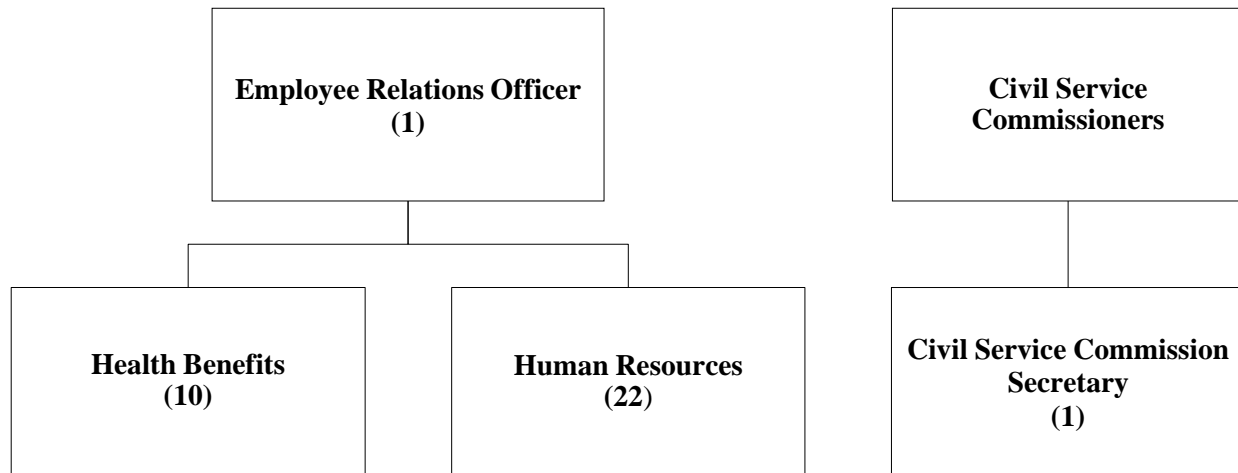 Employee Relations Officer
(1)
Civil Service
Commissioners
Health Benefits
(10)
Human Resources
(22)
Civil Service Commission
Secretary
(1)